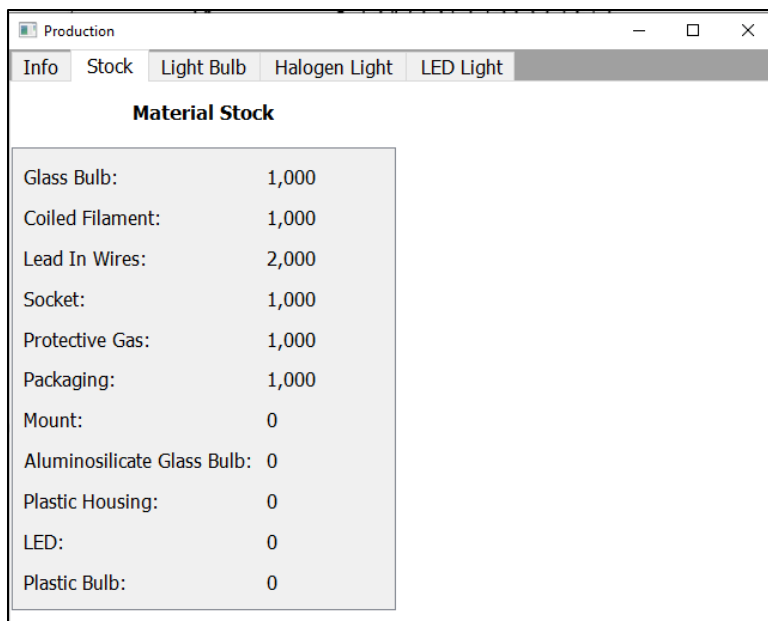 Production
Info Stock Light Bulb Halogen Light LED Light
Material Stock
Glass Bulb: 1,000
Coiled Filament: 1,000
Lead In Wires: 2,000
Socket: 1,000
Protective Gas: 1,000
Packaging: 1,000
Mount: 0
Aluminosilicate Glass Bulb: 0
Plastic Housing: 0
LED: 0
Plastic Bulb: 0